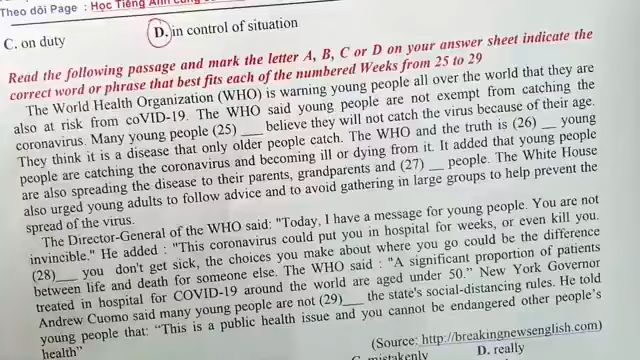 Theo dõi Page : Học Tiếng Anh cùng
C. on duty D. in control of situation
Read the following passage and mark the letter A, B, C or D on your answer sheet indicate the
correct word or phrase that best fits each of the numbered Weeks from 25 to 29
The World Health Organization (WHO) is warning young people all over the world that they are
also at risk from coVID-19. The WHO said young people are not exempt from catching the
coronavirus. Many young people (25) ___ believe they will not catch the virus because of their age.
They think it is a disease that only older people catch. The WHO and the truth is (26) ___ young
people are catching the coronavirus and becoming ill or dying from it. It added that young people
are also spreading the disease to their parents, grandparents and (27) __ people. The White House
also urged young adults to follow advice and to avoid gathering in large groups to help prevent the
spread of the virus.
The Director-General of the WHO said: "Today, I have a message for young people. You are not
invincible." He added : "This coronavirus could put you in hospital for weeks, or even kill you.
(28)___ you don't get sick, the choices you make about where you go could be the difference
between life and death for someone else. The WHO said : "A significant proportion of patients
treated in hospital for COVID-19 around the world are aged under 50." New York Governor
Andrew Cuomo said many young people are not (29)___ the state's social-distancing rules. He told
young people that: "This is a public health issue and you cannot be endangered other people's
health"
(Source: http://breakingnewsenglish.com)
C. mistakenly D. really